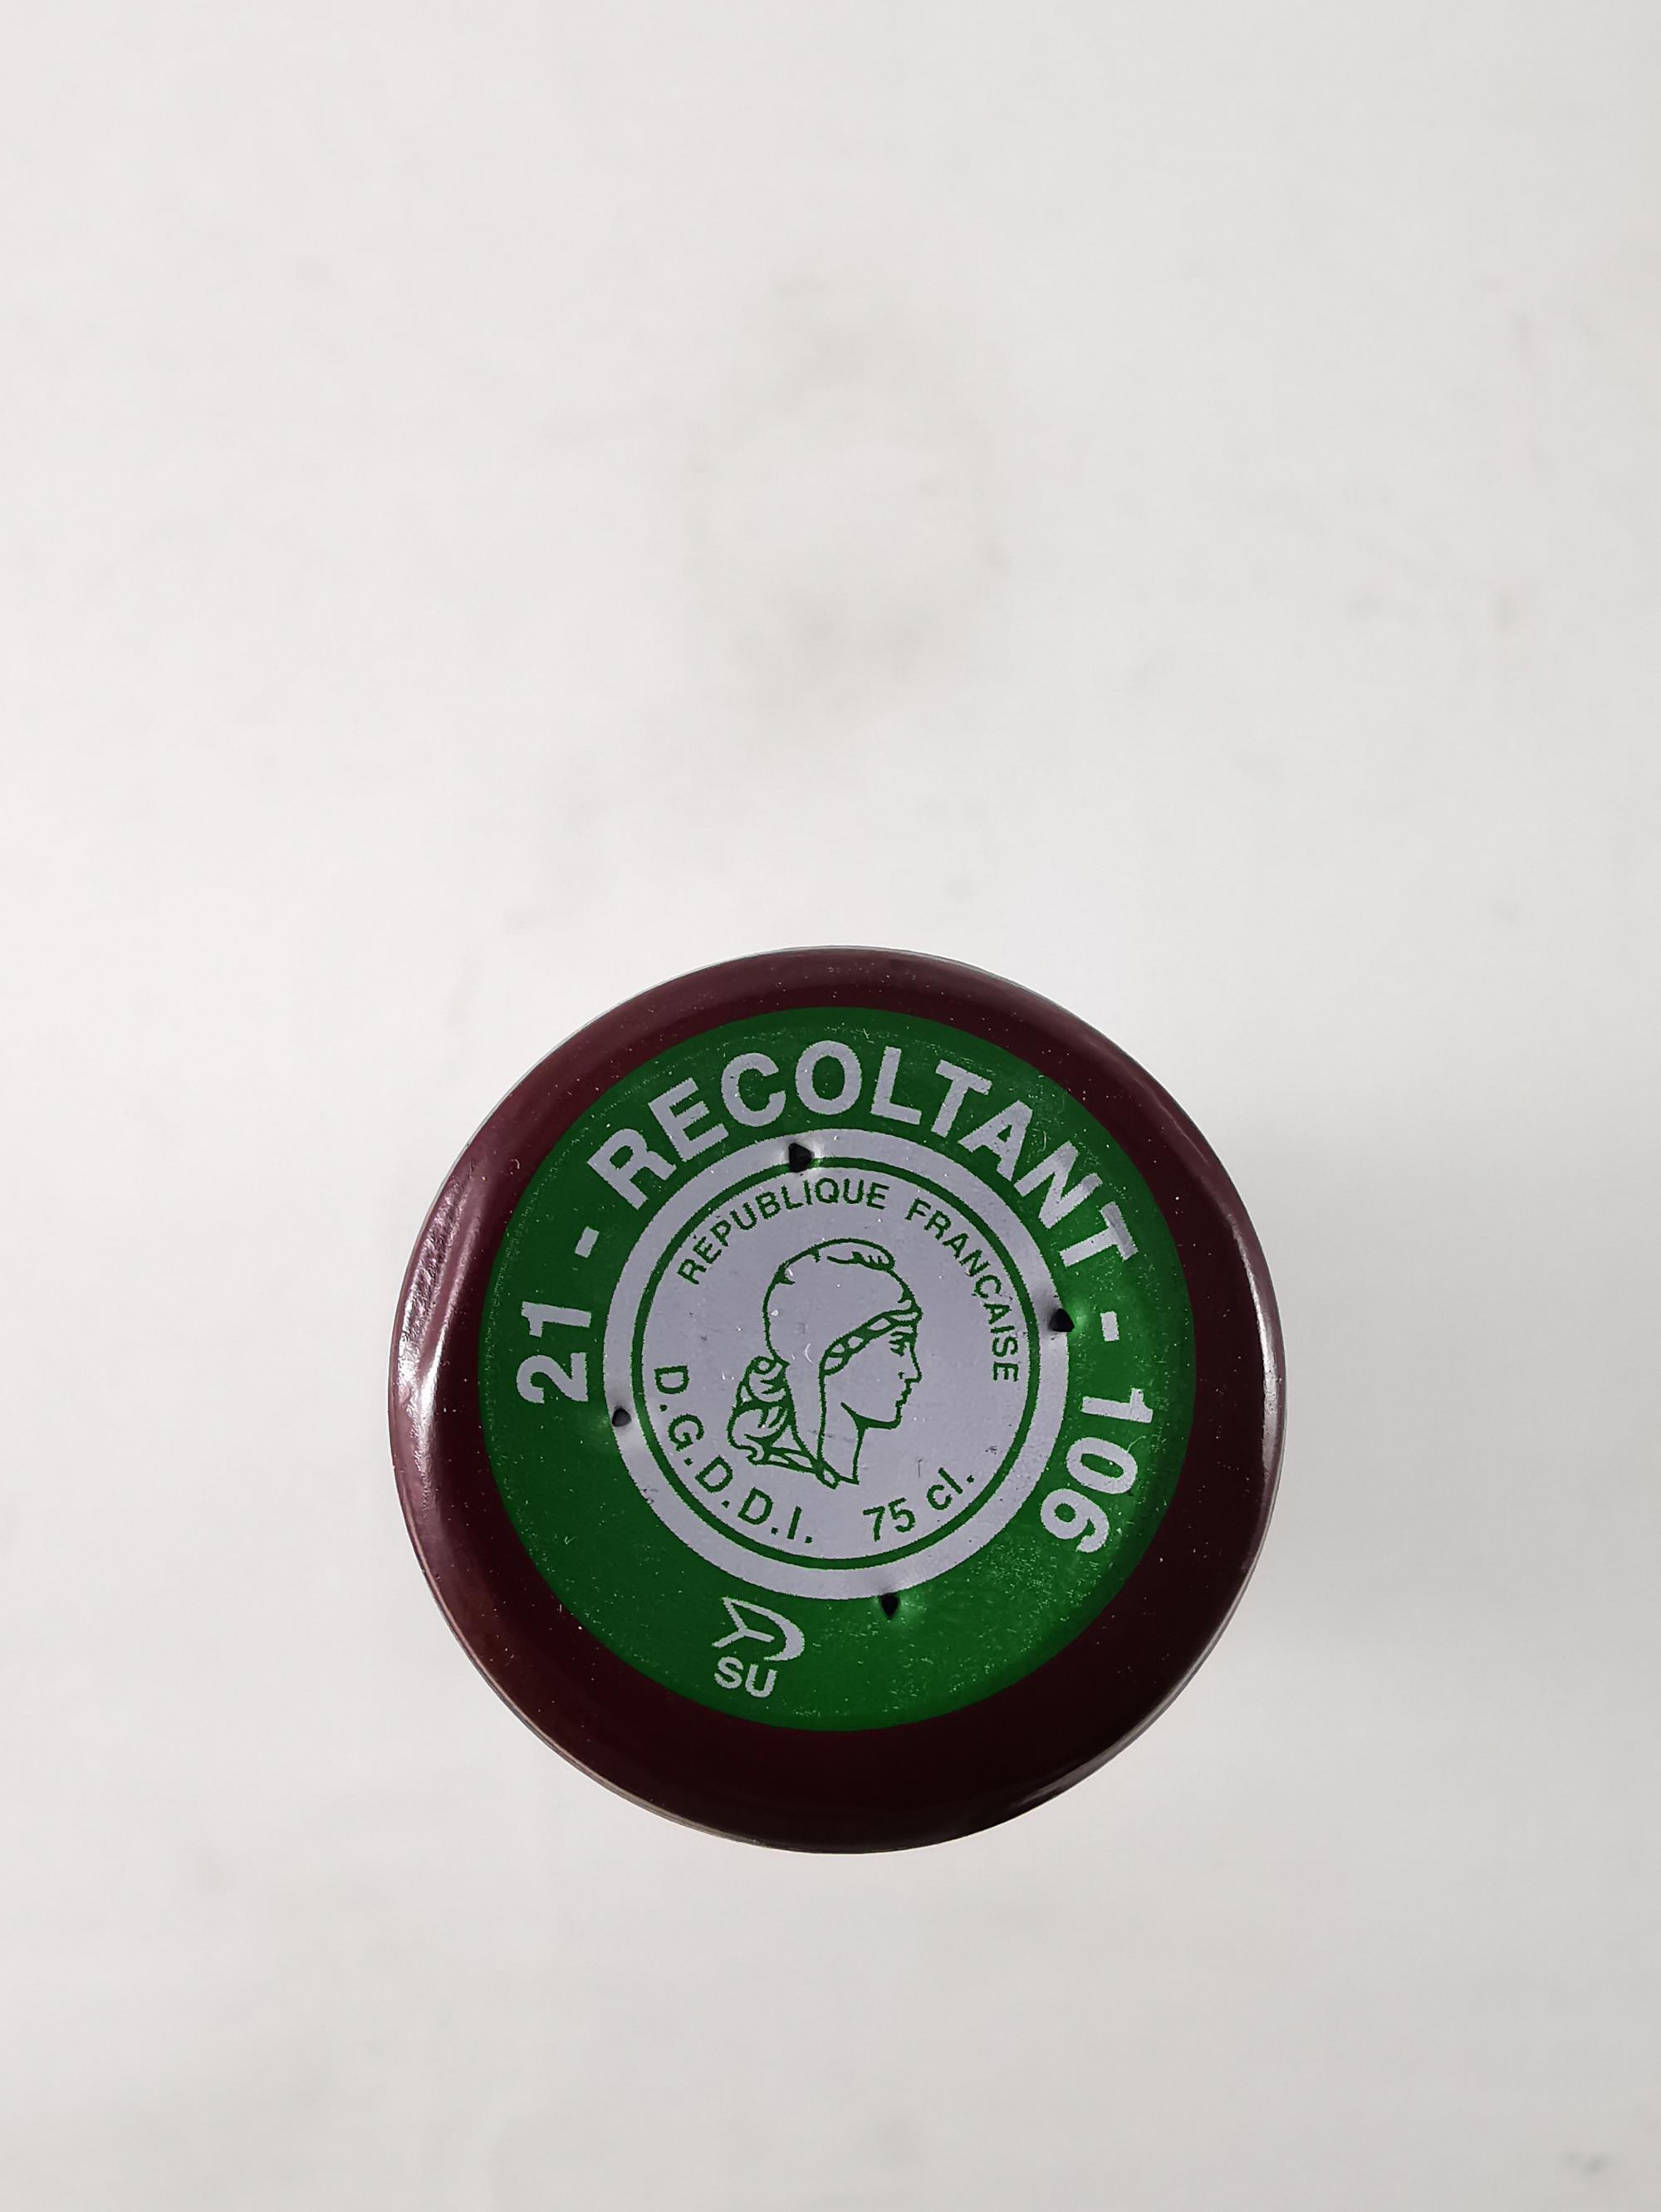 21 - RECOLTANT - 106
RÉPUBLIQUE FRANÇAISE
D.G.D.D.I. 75 cl.
SU